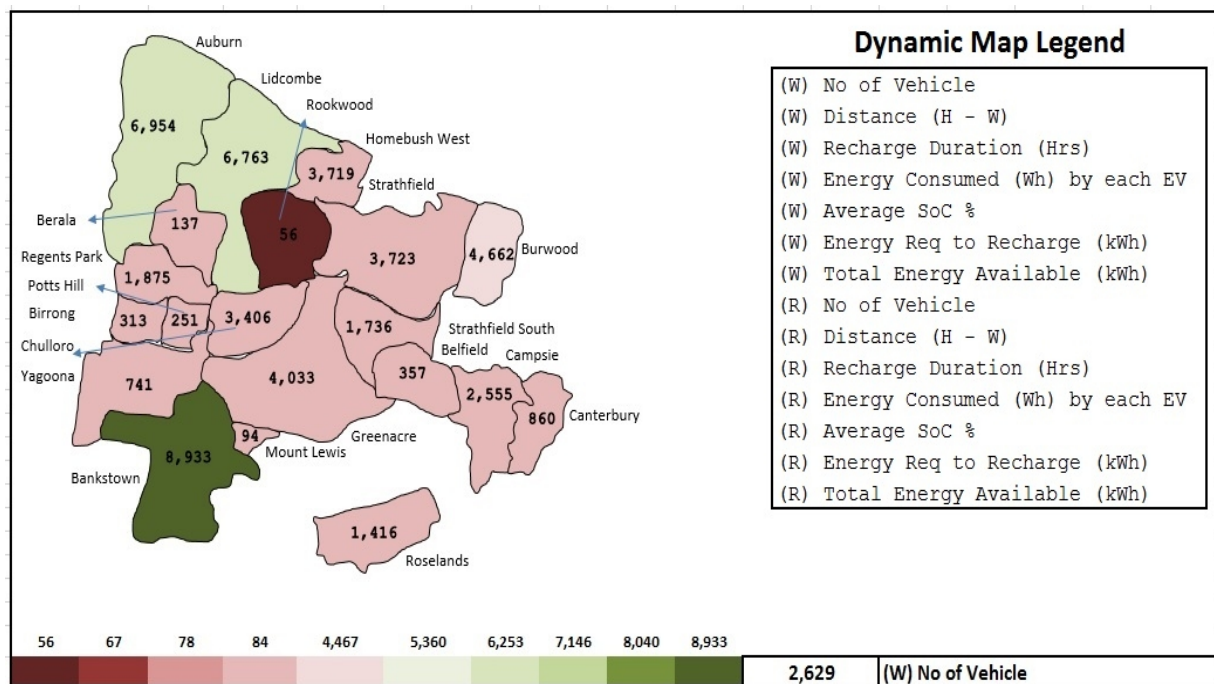 Auburn
Dynamic Map Legend
Lidcombe
Rookwood
6,954
Homebush West
6,763
3,719
Strathfield
Berala
137
56
Burwood
Regents Park
3,723
4,662
1,875
Potts Hill
Birrong
313
251
3,406
1,736
Strathfield South
Chulloro
Belfield
Campsie
Yagoona
741
4,033
357
2,555
860
Canterbury
94
Greenacre
Mount Lewis
Bankstown
8,933
1,416
Roselands
(W) No of Vehicle
(W) Distance (H - W)
(W) Recharge Duration (Hrs)
(W) Energy Consumed (Wh) by each EV
(W) Average SoC %
(W) Energy Req to Recharge (kWh)
(W) Total Energy Available (kWh)
(R) No of Vehicle
(R) Distance (H - W)
(R) Recharge Duration (Hrs)
(R) Energy Consumed (Wh) by each EV
(R) Average SoC %
(R) Energy Req to Recharge (kWh)
(R) Total Energy Available (kWh)
56 67 78 84 4,467 5,360 6,253 7,146 8,040 8,933
2,629 (W) No of Vehicle